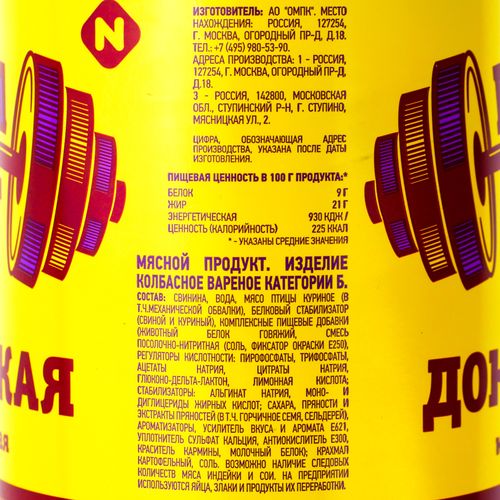 ИЗГОТОВИТЕЛЬ: АО "ОМПК". МЕСТО
НАХОЖДЕНИЯ: РОССИЯ, 127254,
Г. МОСКВА, ОГОРОДНЫЙ ПР-Д, Д.18.
ТЕЛ.: +7 (495) 980-53-90.
АДРЕСА ПРОИЗВОДСТВА: 1 - РОССИЯ,
127254, Г. МОСКВА, ОГОРОДНЫЙ ПР-Д,
Д.18.
3 - РОССИЯ, 142800, МОСКОВСКАЯ
ОБЛ., СТУПИНСКИЙ Р-Н, Г. СТУПИНО,
МЯСНИЦКАЯ УЛ., 2.
ЦИФРА, ОБОЗНАЧАЮЩАЯ АДРЕС
ПРОИЗВОДСТВА, УКАЗАНА ПОСЛЕ ДАТЫ
ИЗГОТОВЛЕНИЯ.
ПИЩЕВАЯ ЦЕННОСТЬ В 100 Г ПРОДУКТА:*
БЕЛОК 9 Г
ЖИР 21 Г
ЭНЕРГЕТИЧЕСКАЯ 930 КДЖ /
ЦЕННОСТЬ (КАЛОРИЙНОСТЬ) 225 ККАЛ
* - УКАЗАНЫ СРЕДНИЕ ЗНАЧЕНИЯ
МЯСНОЙ ПРОДУКТ. ИЗДЕЛИЕ
КОЛБАСНОЕ ВАРЕНОЕ КАТЕГОРИИ Б.
СОСТАВ: СВИНИНА, ВОДА, МЯСО ПТИЦЫ КУРИНОЕ (В
Т.Ч.МЕХАНИЧЕСКОЙ ОБВАЛКИ), БЕЛКОВЫЙ СТАБИЛИЗАТОР
(СВИНОЙ И КУРИНЫЙ), КОМПЛЕКСНЫЕ ПИЩЕВЫЕ ДОБАВКИ
(ЖИВОТНЫЙ БЕЛОК ГОВЯЖИЙ, СМЕСЬ
ПОСОЛОЧНО-НИТРИТНАЯ (СОЛЬ, ФИКСАТОР ОКРАСКИ Е250),
РЕГУЛЯТОРЫ КИСЛОТНОСТИ: ПИРОФОСФАТЫ, ТРИФОСФАТЫ,
АЦЕТАТЫ НАТРИЯ, ЦИТРАТЫ НАТРИЯ,
ГЛЮКОНО-ДЕЛЬТА-ЛАКТОН, ЛИМОННАЯ КИСЛОТА;
СТАБИЛИЗАТОРЫ: АЛЬГИНАТ НАТРИЯ, МОНО- И
ДИГЛИЦЕРИДЫ ЖИРНЫХ КИСЛОТ; САХАРА, ПРЯНОСТИ И
ЭКСТРАКТЫ ПРЯНОСТЕЙ (В Т.Ч. ГОРЧИЧНОЕ СЕМЯ, СЕЛЬДЕРЕЙ),
АРОМАТИЗАТОРЫ, УСИЛИТЕЛЬ ВКУСА И АРОМАТА Е621,
УПЛОТНИТЕЛЬ СУЛЬФАТ КАЛЬЦИЯ, АНТИОКИСЛИТЕЛЬ Е300,
КРАСИТЕЛЬ КАРМИНЫ, МОЛОЧНЫЙ БЕЛОК); КРАХМАЛ
КАРТОФЕЛЬНЫЙ, СОЛЬ. ВОЗМОЖНО НАЛИЧИЕ СЛЕДОВЫХ
КОЛИЧЕСТВ МЯСА ИНДЕЙКИ И СОИ. НА ПРЕДПРИЯТИИ
ИСПОЛЬЗУЮТСЯ ЯЙЦА, ЗЛАКИ И ПРОДУКТЫ ИХ ПЕРЕРАБОТКИ.
N
КАЯ
ДОК